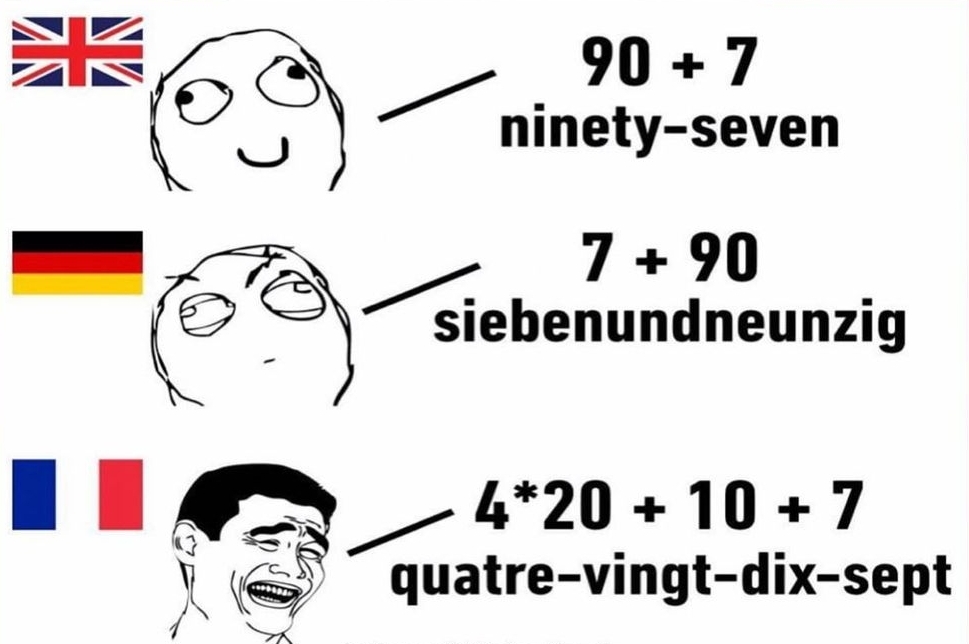 90 + 7
ninety-seven
7 + 90
siebenundneunzig
4*20 + 10 + 7
quatre-vingt-dix-sept